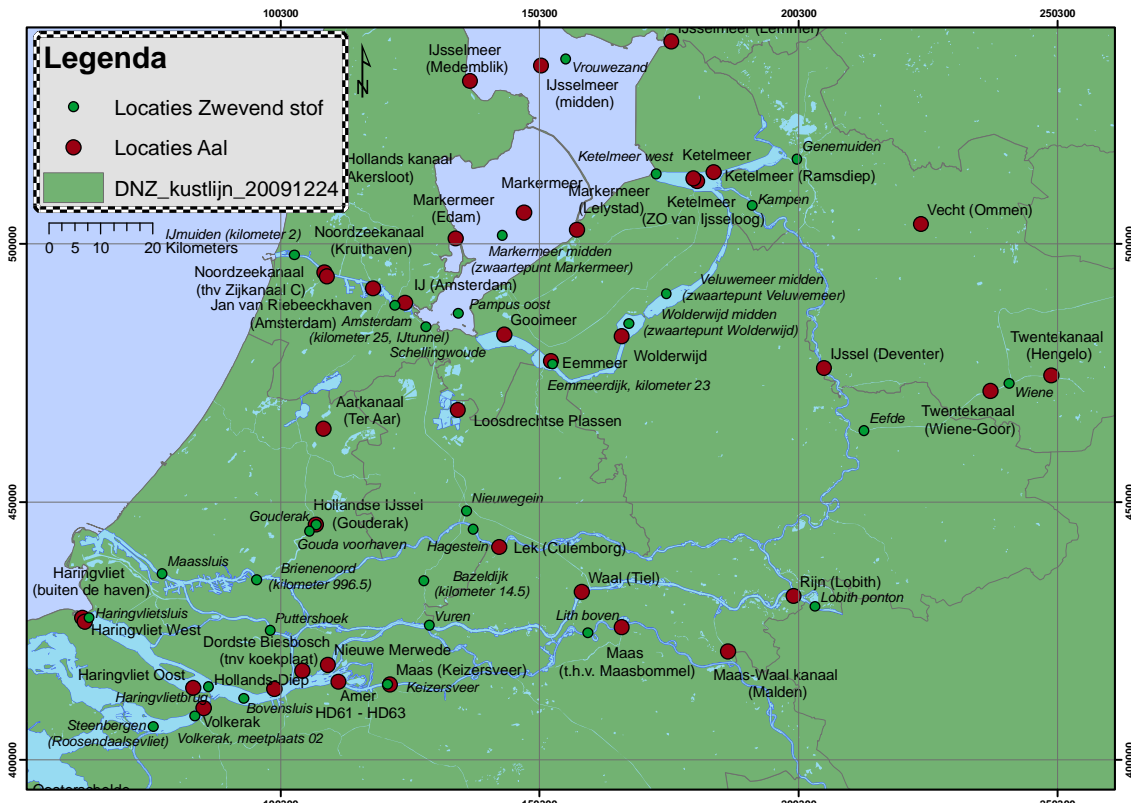 100300 150300 200300 250300
Legenda
Locaties Zwevend stof
Locaties Aal
DNZ_kustlijn_20091224
0 5 10 20
Kilometers
N
IJsselmeer
(Medemblik)
Vrouwezand
IJsselmeer
(midden)
IJsselmeer (Lemmer)
Hollands kanaal
(Akersloot)
Ketelmeer west
Ketelmeer
Genemuiden
Ketelmeer (Ramsdiep)
Markermeer
Markermeer
(Lelystad)
Markermeer
(Edam)
Ketelmeer
(ZO van Ijsseloog)
Kampen
Vecht (Ommen)
500000
500000
IJmuiden (kilometer 2)
Noordzeekanaal
(Kruithaven)
Markermeer midden
(zwaartepunt Markermeer)
Noordzeekanaal
(thv Zijkanaal C)
IJ (Amsterdam)
Veluwemeer midden
(zwaartepunt Veluwemeer)
Jan van Riebeeckhaven
(Amsterdam)
Pampus oost
Amsterdam
(kilometer 25, IJtunnel)
Gooimeer
Wolderwijd midden
(zwaartepunt Wolderwijd)
Schellingwoude
Eemmeer
Wolderwijd
IJssel (Deventer)
Twentekanaal
(Hengelo)
Eemmeerdijk, kilometer 23
Wiene
Aarkanaal
(Ter Aar)
Loosdrechtse Plassen
Eefde
Twentekanaal
(Wiene-Goor)
450000
450000
Nieuwegein
Hollandse IJssel
(Gouderak)
Gouderak
Gouda voorhaven
Hagestein
Lek (Culemborg)
Maassluis
Haringvliet
(buiten de haven)
Brienenoord
(kilometer 996.5)
Bazeldijk
(kilometer 14.5)
Waal (Tiel)
Rijn (Lobith)
Lobith ponton
Haringvlietsluis
Haringvliet West
Puttershoek
Vuren
Lith boven
Dordste Biesbosch
(tnv koekplaat)
Nieuwe Merwede
Maas
(t.h.v. Maasbommel)
Maas-Waal kanaal
(Malden)
Haringvliet Oost
Hollands Diep
Maas (Keizersveer)
Keizersveer
Haringvlietbrug
Bovensluis
Amer
HD61 - HD63
Steenbergen
(Roosendaalsevliet)
Volkerak
Volkerak, meetplaats 02
400000
400000
Oosterschelde
100300 150300 200300 250300